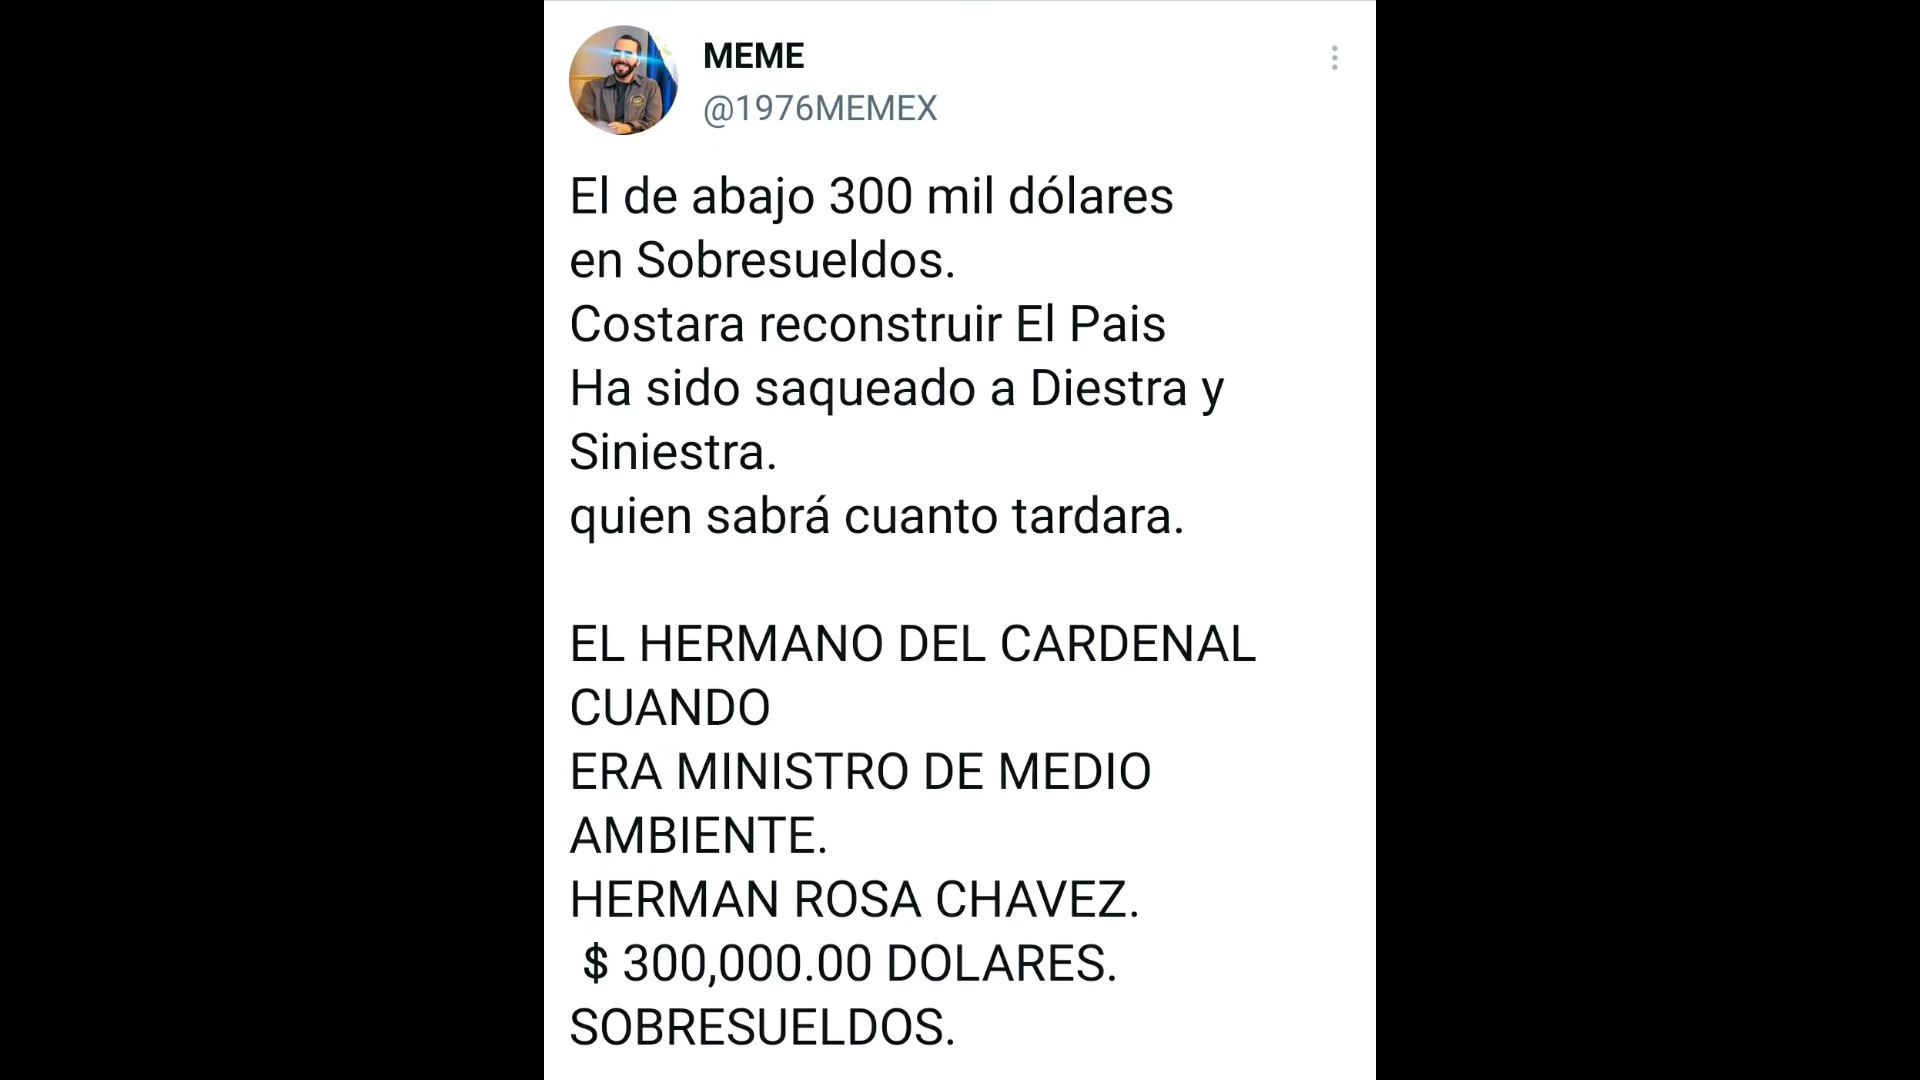 MEME
@1976MEMEX
El de abajo 300 mil dólares
en Sobresueldos.
Costara reconstruir El Pais
Ha sido saqueado a Diestra y
Siniestra.
quien sabrá cuanto tardara.
EL HERMANO DEL CARDENAL
CUANDO
ERA MINISTRO DE MEDIO
AMBIENTE.
HERMAN ROSA CHAVEZ.
$ 300,000.00 DOLARES.
SOBRESUELDOS.